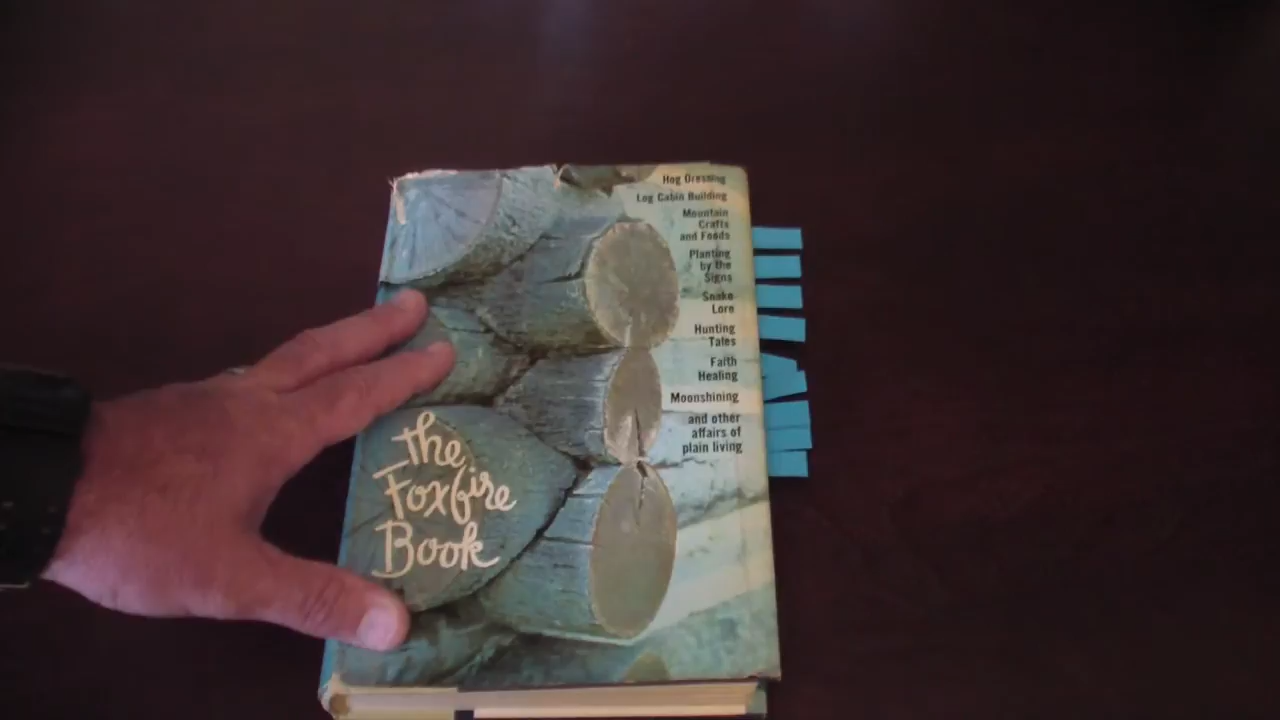 Hog Dressing
Log Cabin Building
Mountain
Crafts
and Foods
Planting
by the
Signs
Snake
Lore
Hunting
Tales
Faith
Healing
Moonshining
and other
affairs of
plain living
the
Foxfire
Book